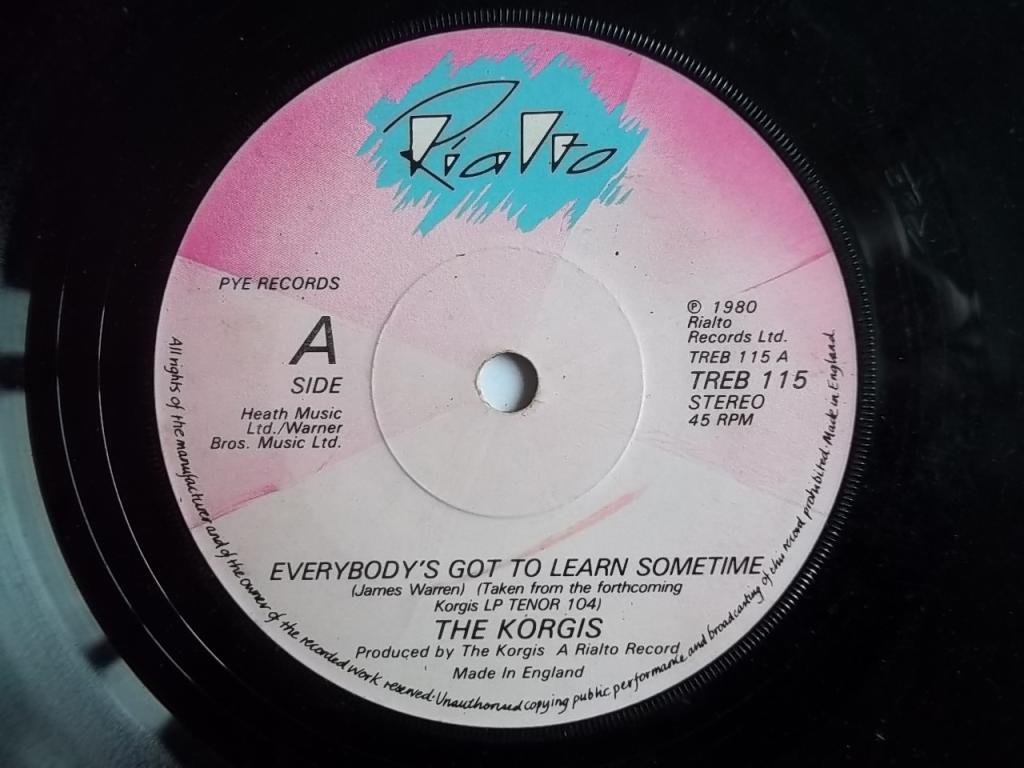 Rialto
PYE RECORDS
A
SIDE
Heath Music
Ltd./Warner
Bros. Music Ltd.
℗ 1980
Rialto
Records Ltd.
TREB 115 A
TREB 115
STEREO
45 RPM
EVERYBODY'S GOT TO LEARN SOMETIME
(James Warren) (Taken from the forthcoming
Korgis LP TENOR 104)
THE KORGIS
Produced by The Korgis A Rialto Record
Made In England
All rights of the manufacturer and of the owner of the recorded work reserved. Unauthorised copying public performance and broadcasting of this record prohibited. Made in England.